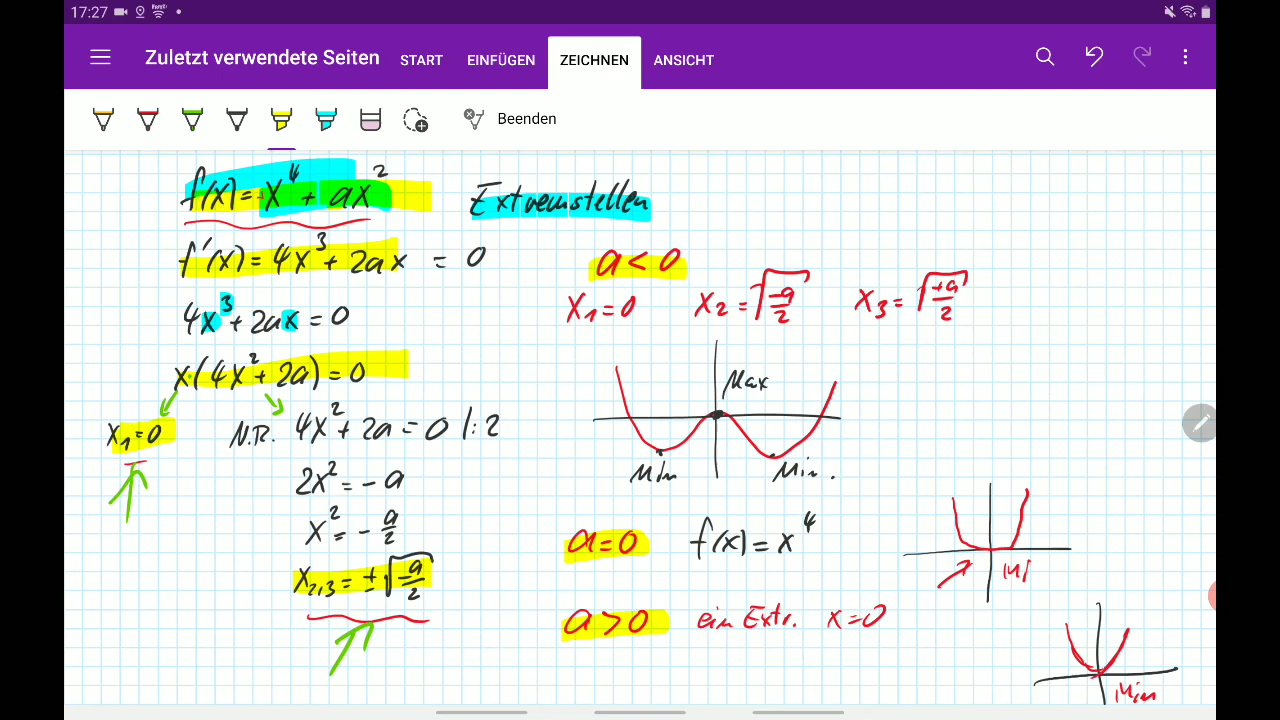 17:27
Zuletzt verwendete Seiten START EINFÜGEN ZEICHNEN ANSICHT
Beenden
f(x) = x⁴ + ax²
Extremstellen
f'(x) = 4x³ + 2ax = 0
4x³ + 2ax = 0
x·(4x² + 2a) = 0
x₁ = 0
N.R. 4x² + 2a = 0 |: 2
2x² = - a
x² = - a/2
x₂,₃ = ±√(-a/2)
a < 0
x₁ = 0 x₂ = √(-a/2) x₃ = √(+a/2)
Max
Min Min.
a = 0 f(x) = x⁴
a > 0 ein Extr. x = 0
Min